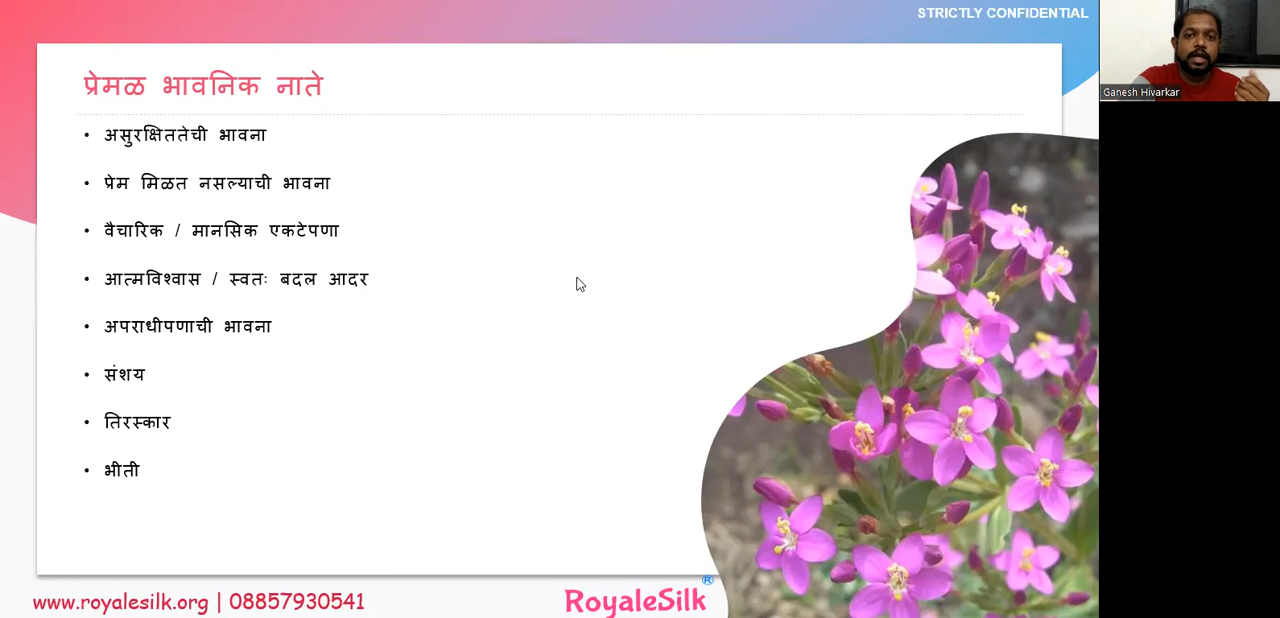 STRICTLY CONFIDENTIAL
Ganesh Hivarkar
प्रेमळ भावनिक नाते
• असुरक्षिततेची भावना
• प्रेम मिळत नसल्याची भावना
• वैचारिक / मानसिक एकटेपणा
• आत्मविश्वास / स्वतः बदल आदर
• अपराधीपणाची भावना
• संशय
• तिरस्कार
• भीती
www.royalesilk.org | 08857930541
RoyaleSilk ®